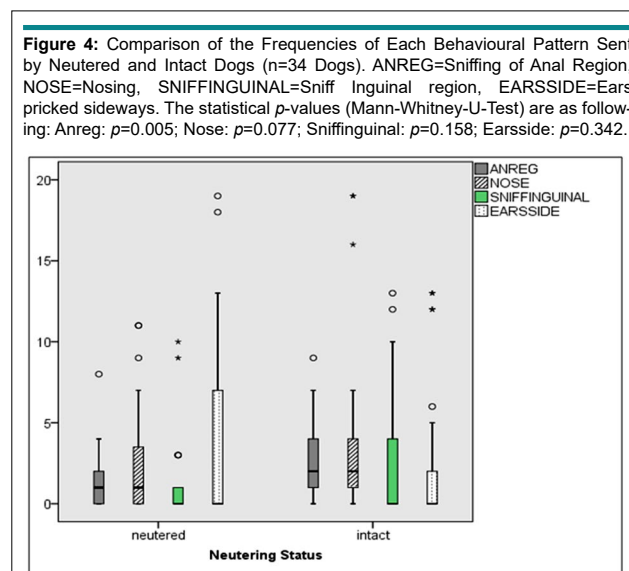 Figure 4: Comparison of the Frequencies of Each Behavioural Pattern Sent
by Neutered and Intact Dogs (n=34 Dogs). ANREG=Sniffing of Anal Region,
NOSE=Nosing, SNIFFINGUINAL=Sniff Inguinal region, EARSSIDE=Ears
pricked sideways. The statistical p-values (Mann-Whitney-U-Test) are as follow-
ing: Anreg: p=0.005; Nose: p=0.077; Sniffinguinal: p=0.158; Earsside: p=0.342.
ANREG
NOSE
SNIFFINGUINAL
EARSSIDE
20
15
10
5
0
neutered intact
Neutering Status